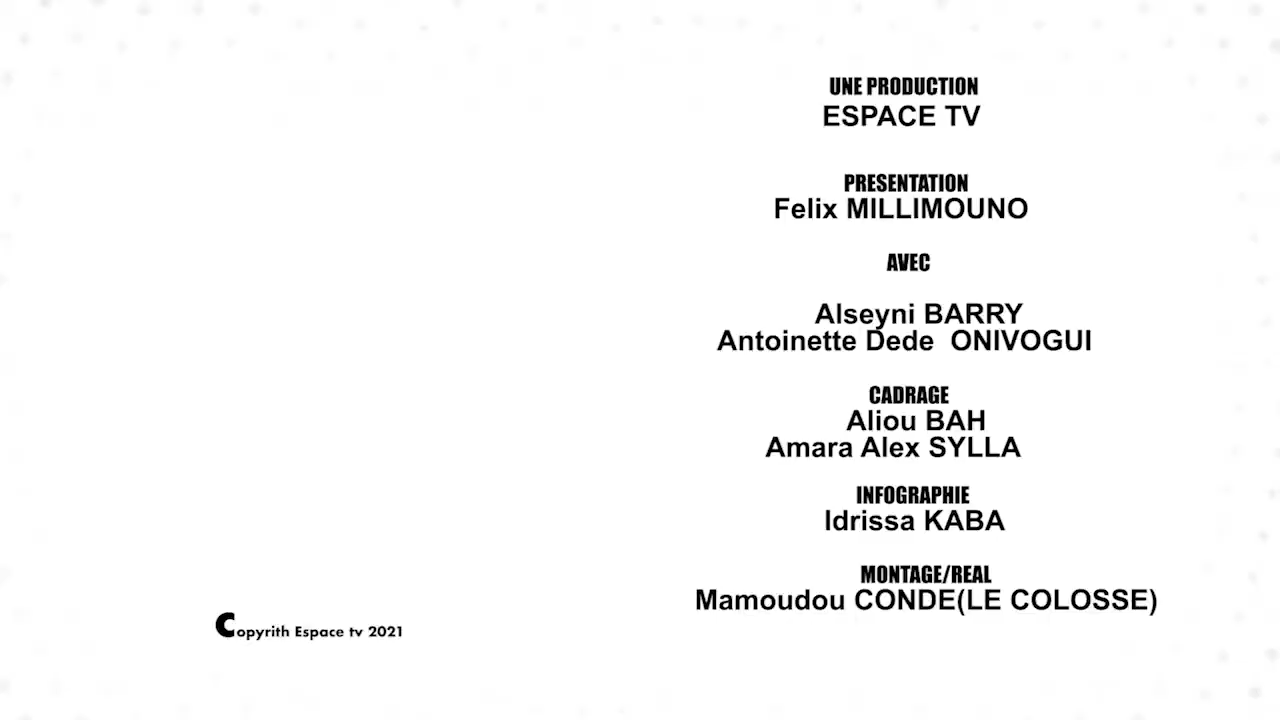 UNE PRODUCTION
ESPACE TV
PRESENTATION
Felix MILLIMOUNO
AVEC
Alseyni BARRY
Antoinette Dede  ONIVOGUI
CADRAGE
Aliou BAH
Amara Alex SYLLA
INFOGRAPHIE
Idrissa KABA
MONTAGE/REAL
Mamoudou CONDE(LE COLOSSE)
Copyrith Espace tv 2021